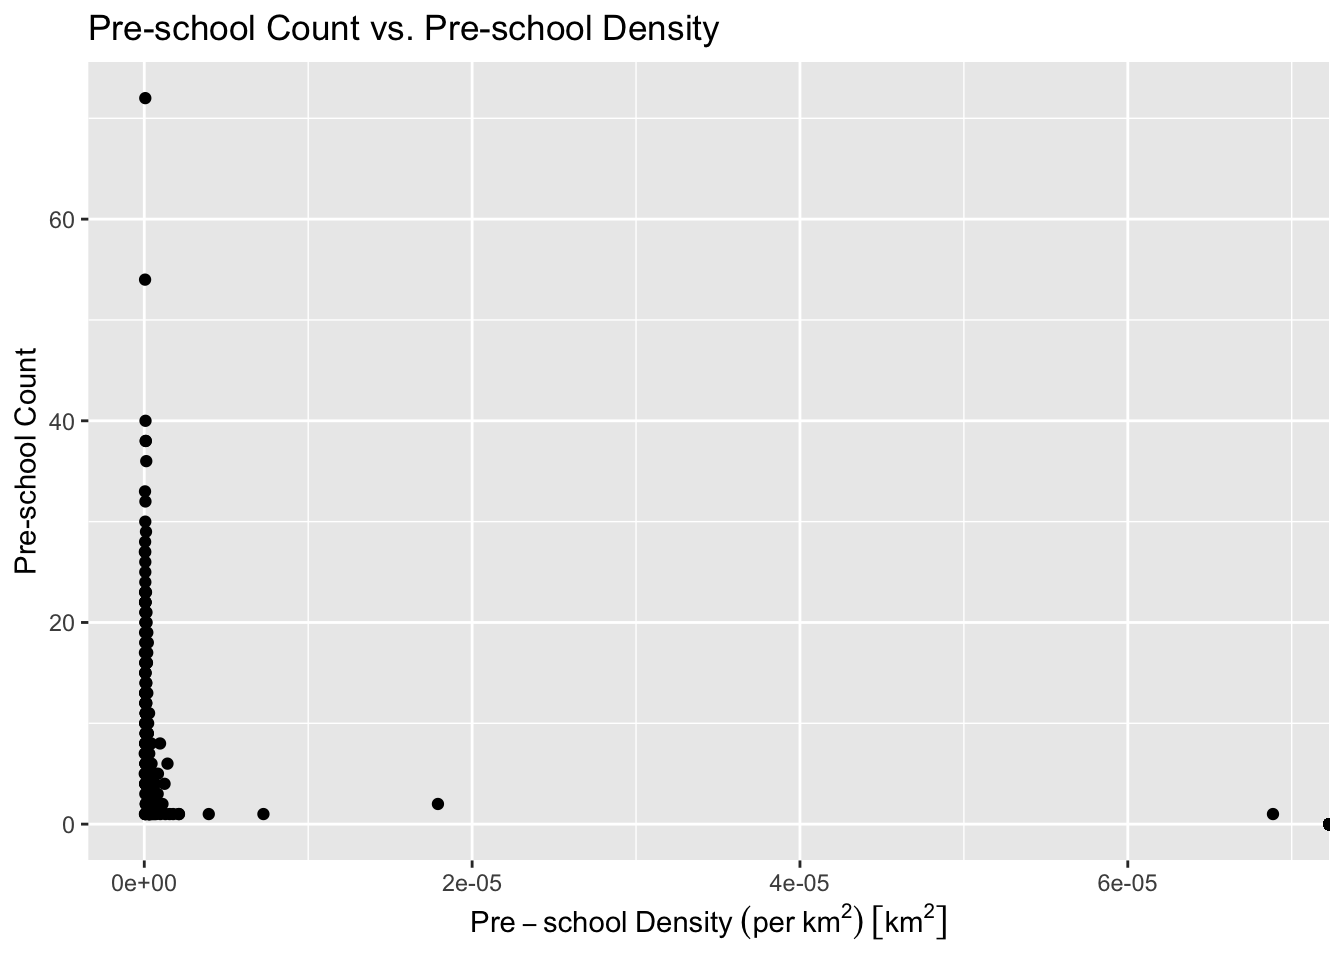 Pre-school Count vs. Pre-school Density
60
40
20
0
Pre-school Count
0e+00 2e-05 4e-05 6e-05
Pre – school Density (per km²) [km²]